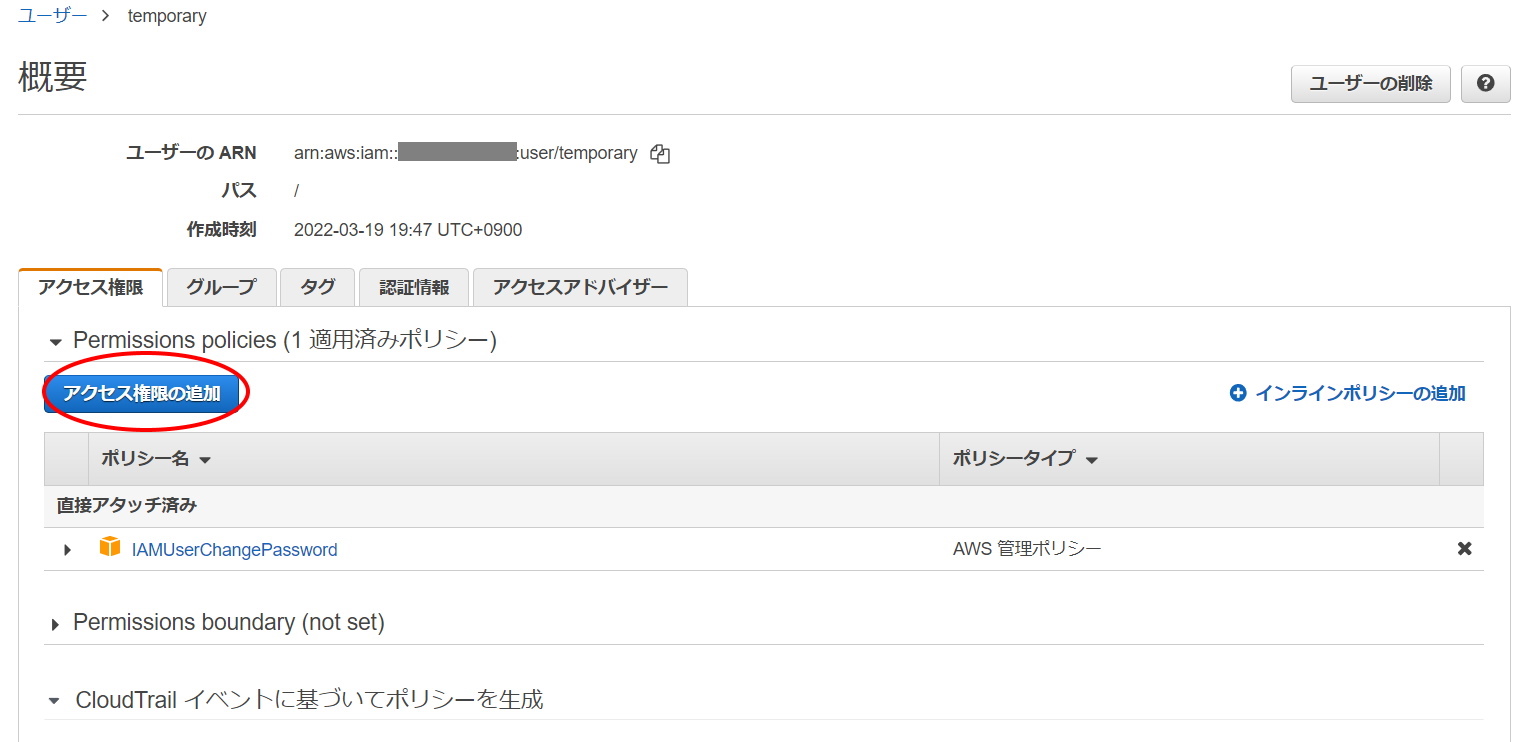 ユーザー > temporary
概要
ユーザーの削除
?
ユーザーの ARN arn:aws:iam:: :user/temporary
パス /
作成時刻 2022-03-19 19:47 UTC+0900
アクセス権限 グループ タグ 認証情報 アクセスアドバイザー
Permissions policies (1 適用済みポリシー)
アクセス権限の追加 インラインポリシーの追加
ポリシー名 ポリシータイプ
直接アタッチ済み
IAMUserChangePassword AWS 管理ポリシー
Permissions boundary (not set)
CloudTrail イベントに基づいてポリシーを生成